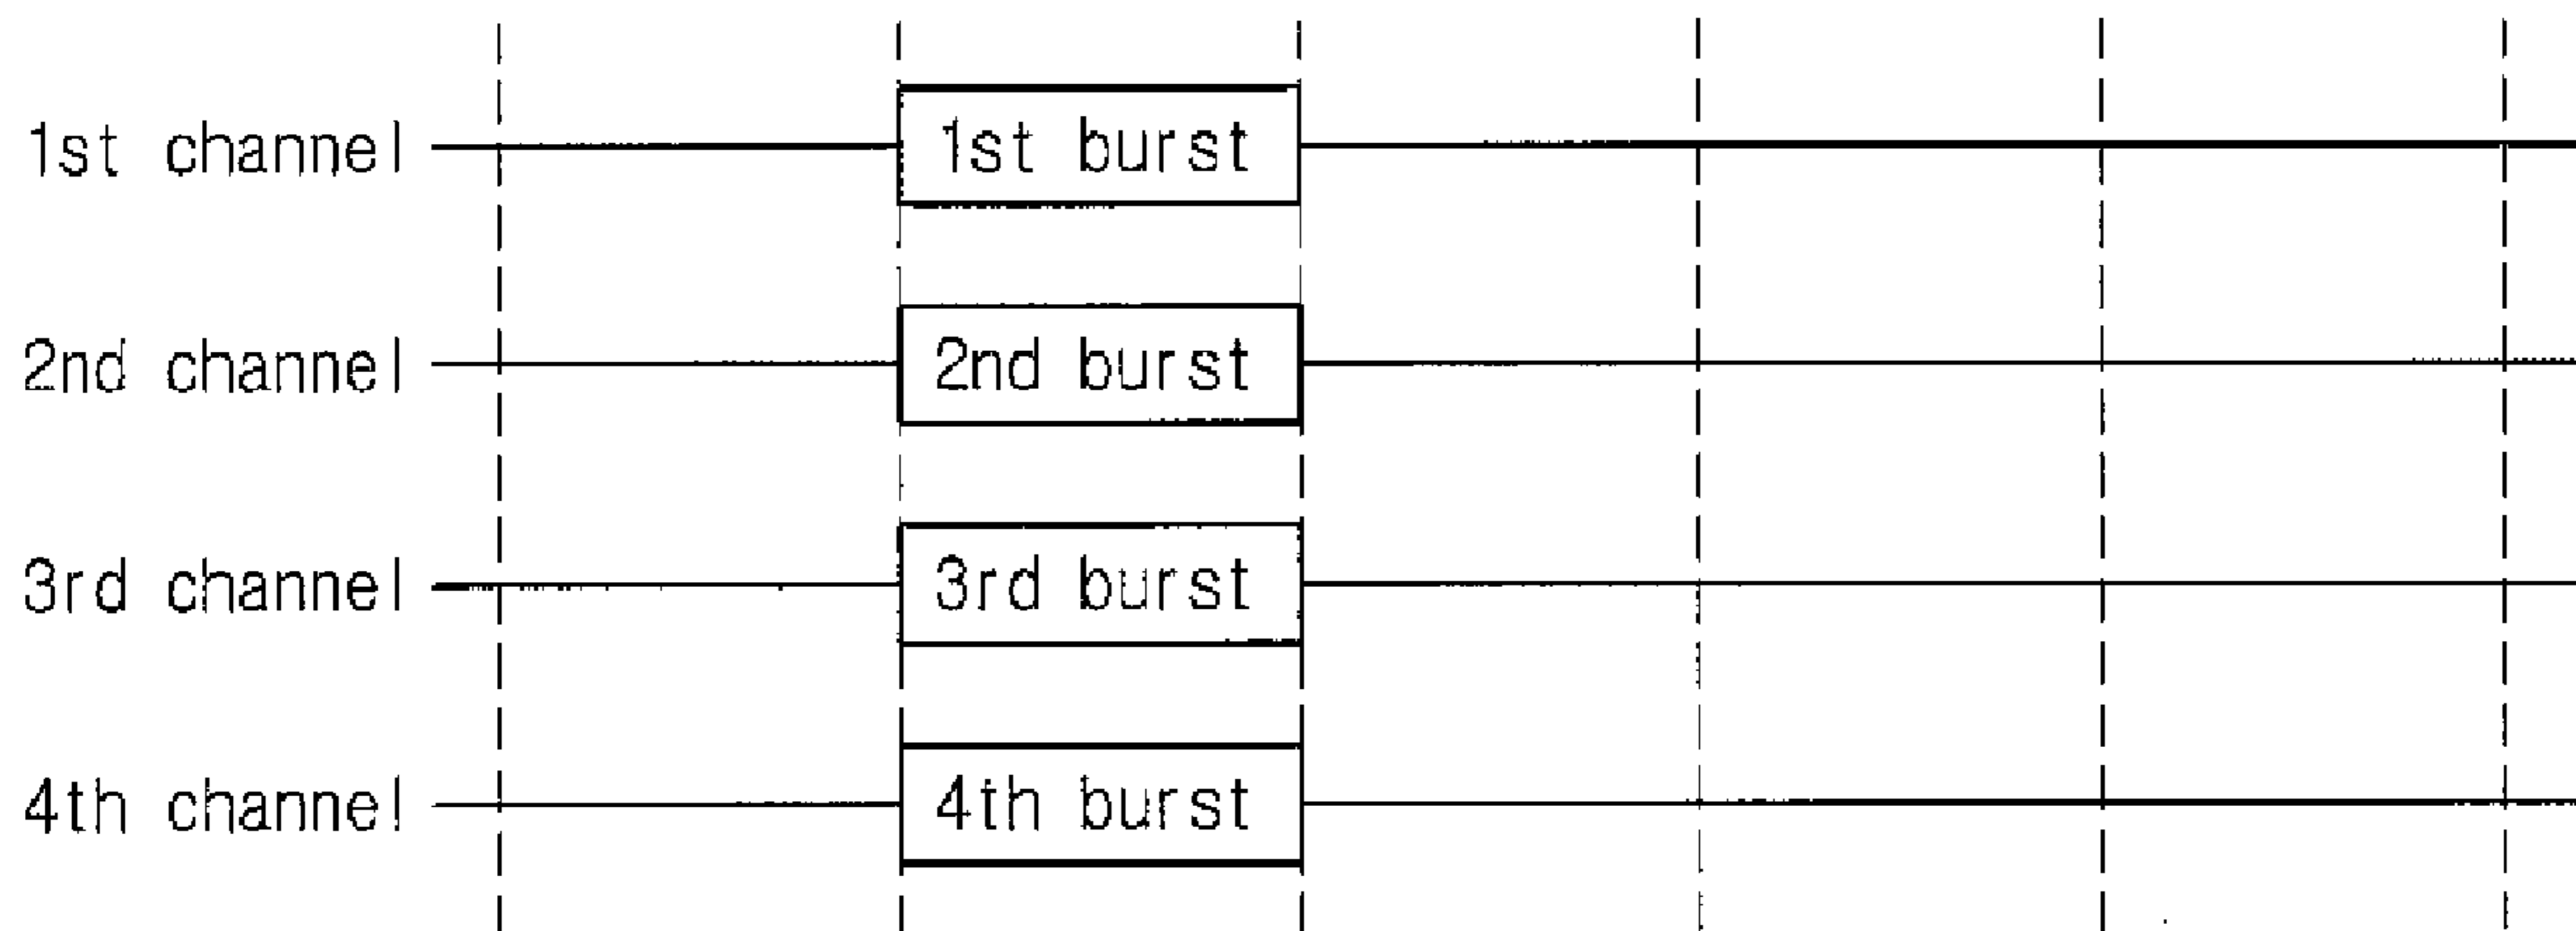 1st channel 1st burst
2nd channel 2nd burst
3rd channel 3rd burst
4th channel 4th burst